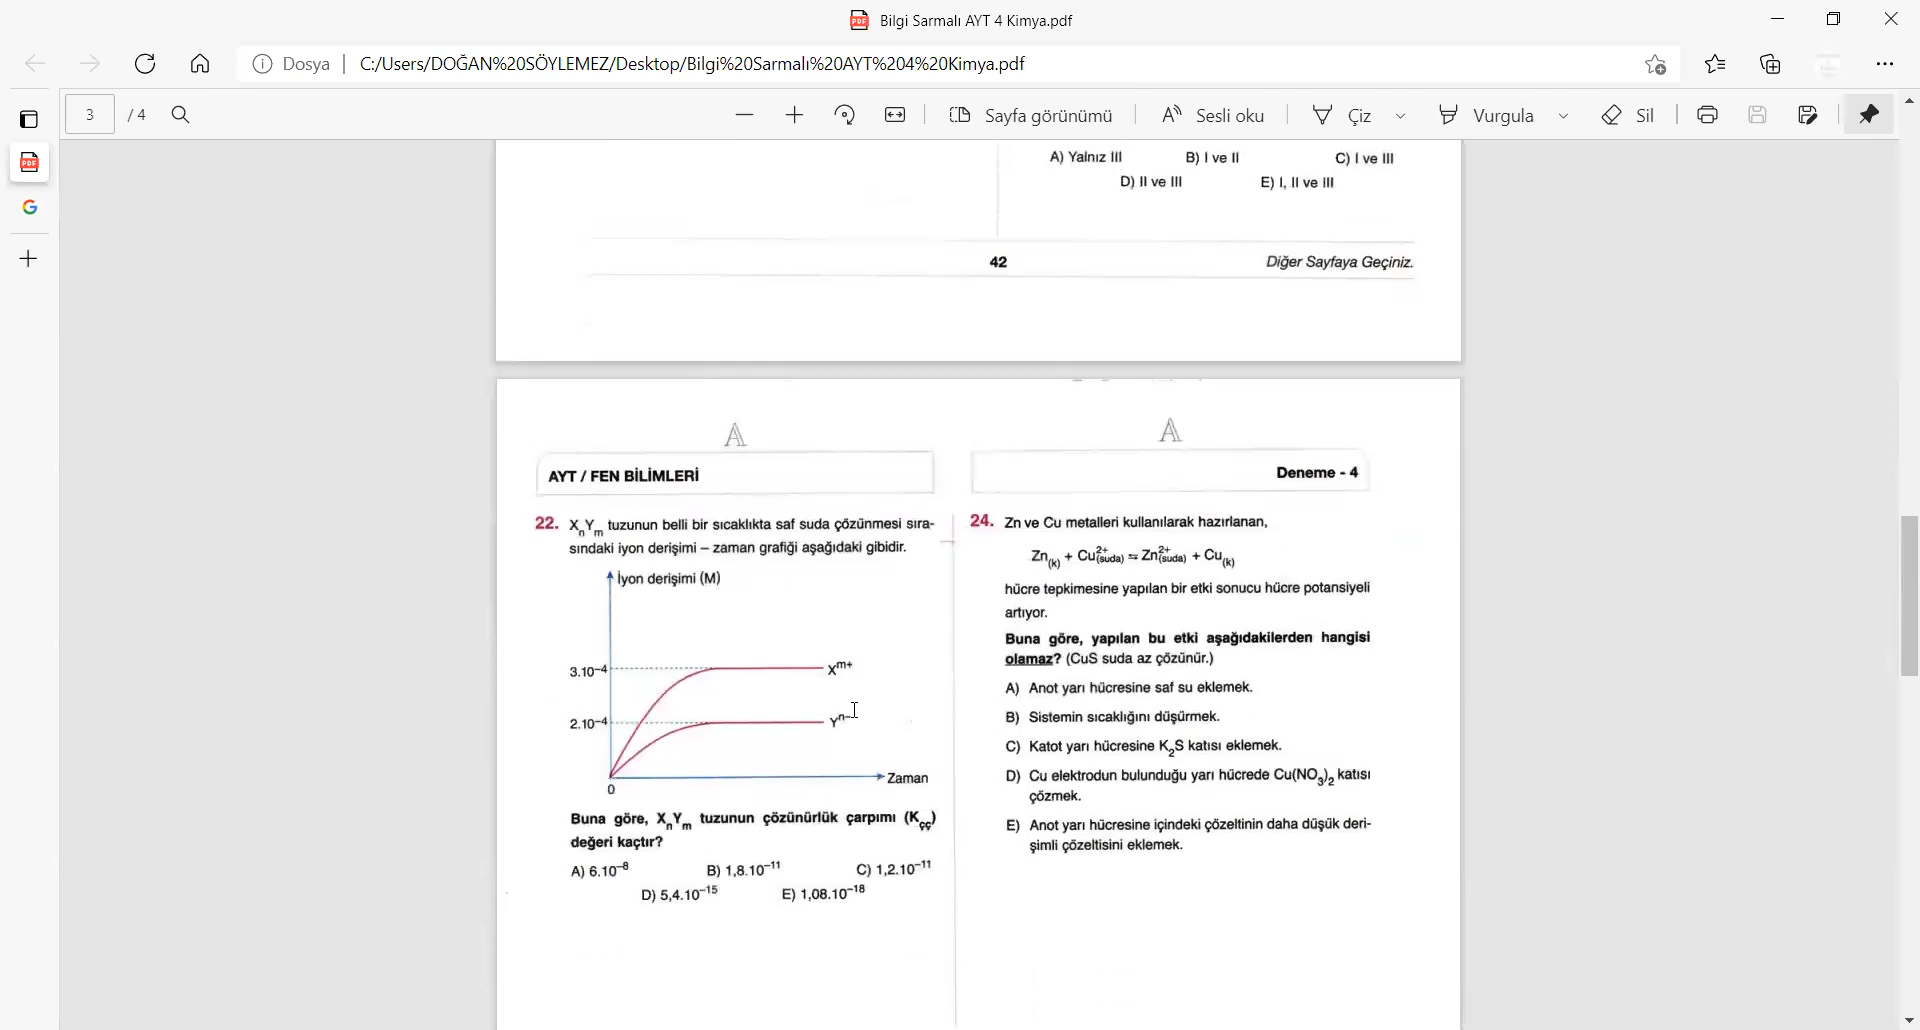 Bilgi Sarmalı AYT 4 Kimya.pdf
Dosya | C:/Users/DOĞAN%20SÖYLEMEZ/Desktop/Bilgi%20Sarmalı%20AYT%204%20Kimya.pdf
3 / 4 Sayfa görünümü Sesli oku Çiz Vurgula Sil
A) Yalnız III B) I ve II C) I ve III
D) II ve III E) I, II ve III
42 Diğer Sayfaya Geçiniz.
A
AYT / FEN BİLİMLERİ
22. XₙYₘ tuzunun belli bir sıcaklıkta saf suda çözünmesi sıra-
sındaki iyon derişimi – zaman grafiği aşağıdaki gibidir.
İyon derişimi (M)
3.10⁻⁴ Xᵐ⁺
2.10⁻⁴ Yⁿ⁻
Zaman
0
Buna göre, XₙYₘ tuzunun çözünürlük çarpımı (Kçç)
değeri kaçtır?
A) 6.10⁻⁸ B) 1,8.10⁻¹¹ C) 1,2.10⁻¹¹
D) 5,4.10⁻¹⁵ E) 1,08.10⁻¹⁸
A
Deneme - 4
24. Zn ve Cu metalleri kullanılarak hazırlanan,
Zn(k) + Cu²⁺(suda) ⇌ Zn²⁺(suda) + Cu(k)
hücre tepkimesine yapılan bir etki sonucu hücre potansiyeli
artıyor.
Buna göre, yapılan bu etki aşağıdakilerden hangisi
olamaz? (CuS suda az çözünür.)
A) Anot yarı hücresine saf su eklemek.
B) Sistemin sıcaklığını düşürmek.
C) Katot yarı hücresine K₂S katısı eklemek.
D) Cu elektrodun bulunduğu yarı hücrede Cu(NO₃)₂ katısı
çözmek.
E) Anot yarı hücresine içindeki çözeltinin daha düşük deri-
şimli çözeltisini eklemek.